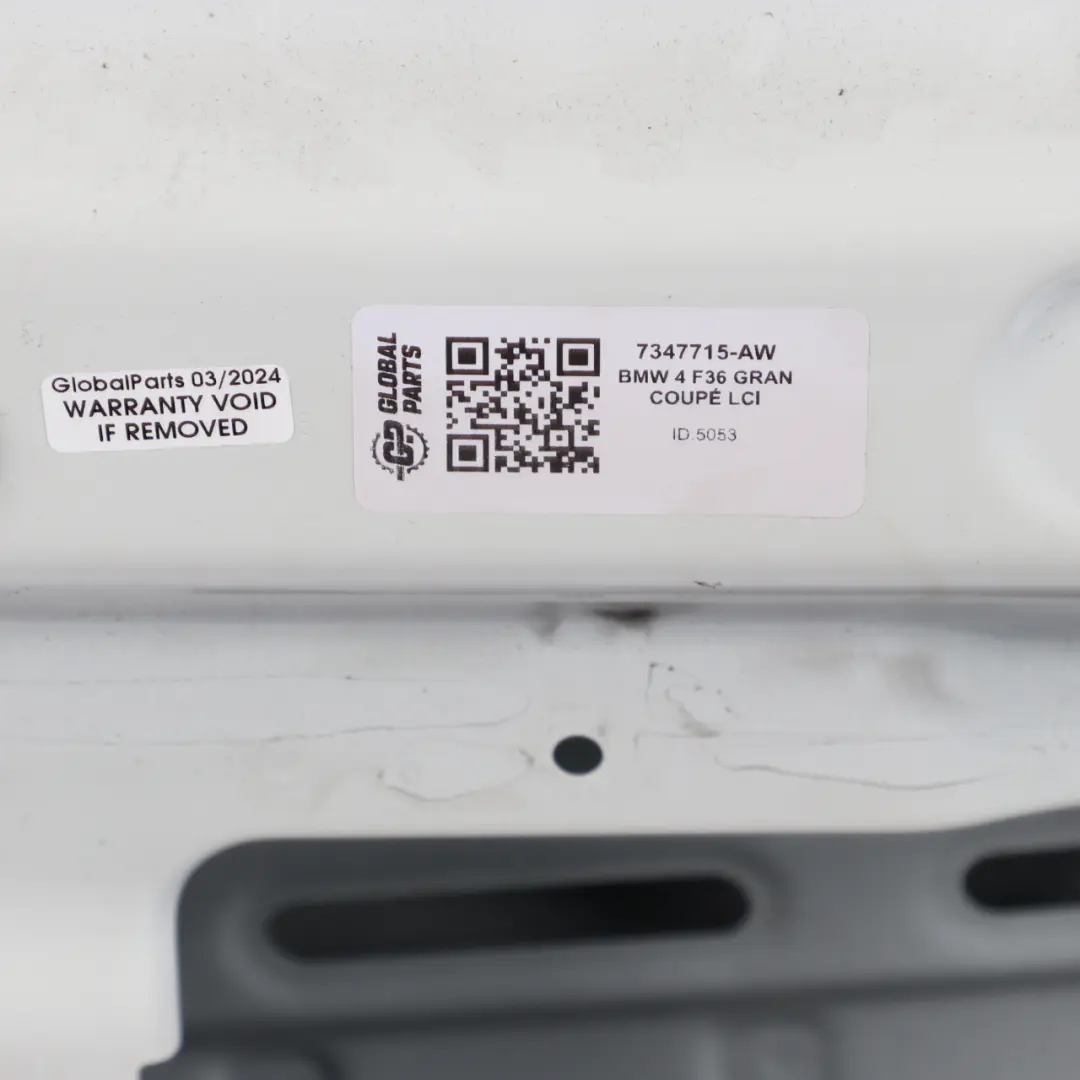 GlobalParts 03/2024
WARRANTY VOID
IF REMOVED
GP GLOBAL
PARTS
7347715-AW
BMW 4 F36 GRAN
COUPÉ LCI
ID:5053